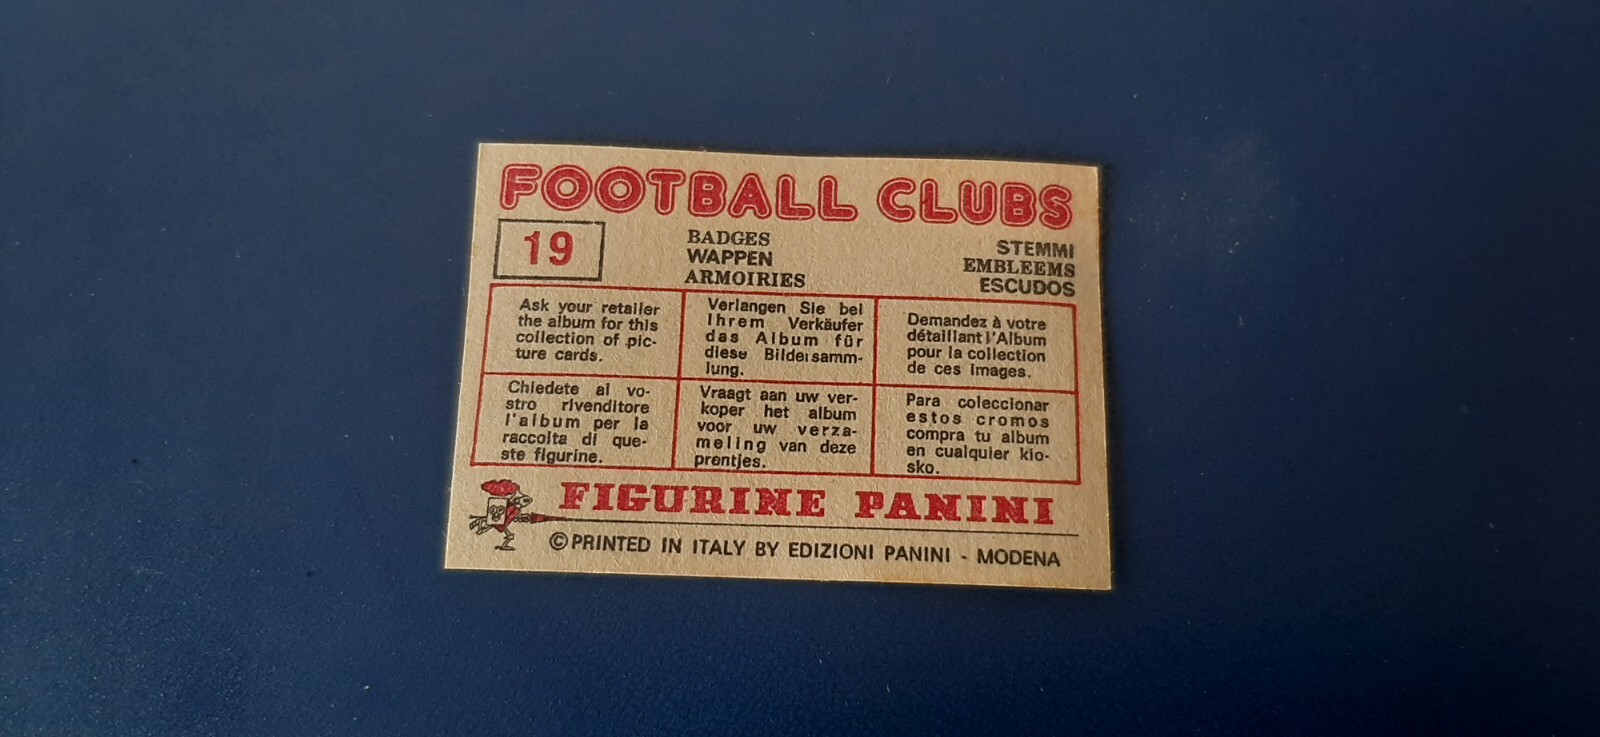 FOOTBALL CLUBS
19
BADGES
WAPPEN
ARMOIRIES
STEMMI
EMBLEEMS
ESCUDOS
Ask your retailer
the album for this
collection of pic-
ture cards.
Verlangen Sie bei
Ihrem Verkäufer
das Album für
diese Bildersamm-
lung.
Demandez à votre
détaillant l'Album
pour la collection
de ces Images.
Chiedete al vo-
stro rivenditore
l'album per la
raccolta di que-
ste figurine.
Vraagt aan uw ver-
koper het album
voor uw verza-
meling van deze
prentjes.
Para coleccionar
estos cromos
compra tu album
en cualquier kio-
sko.
FIGURINE PANINI
©PRINTED IN ITALY BY EDIZIONI PANINI - MODENA